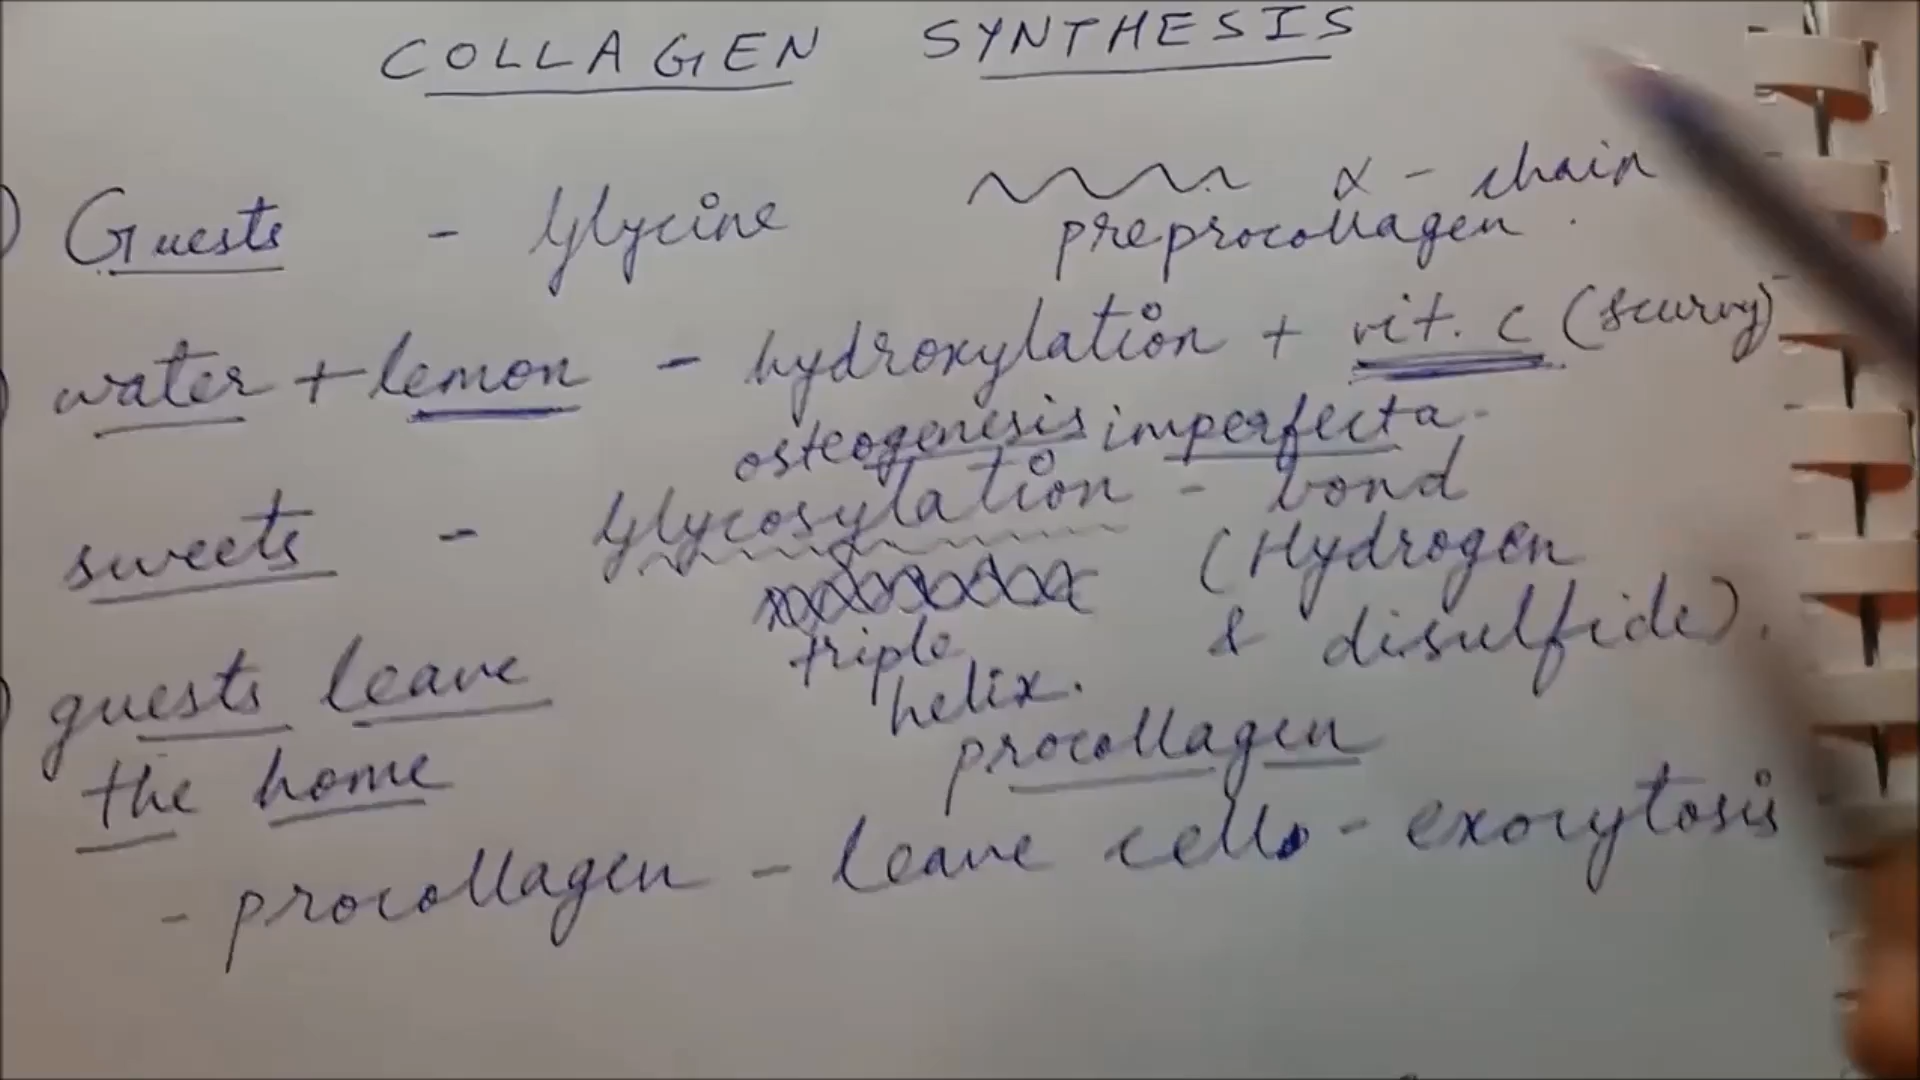 COLLAGEN SYNTHESIS
Guests - Glycine α - chain
preprocollagen.
water + lemon - hydroxylation + vit. C (scurvy)
osteogenesis imperfecta -
sweets - Glycosylation - bond
(Hydrogen
& disulfide).
triple
helix.
guests leave
procollagen
the home
- procollagen - leave cell - exocytosis